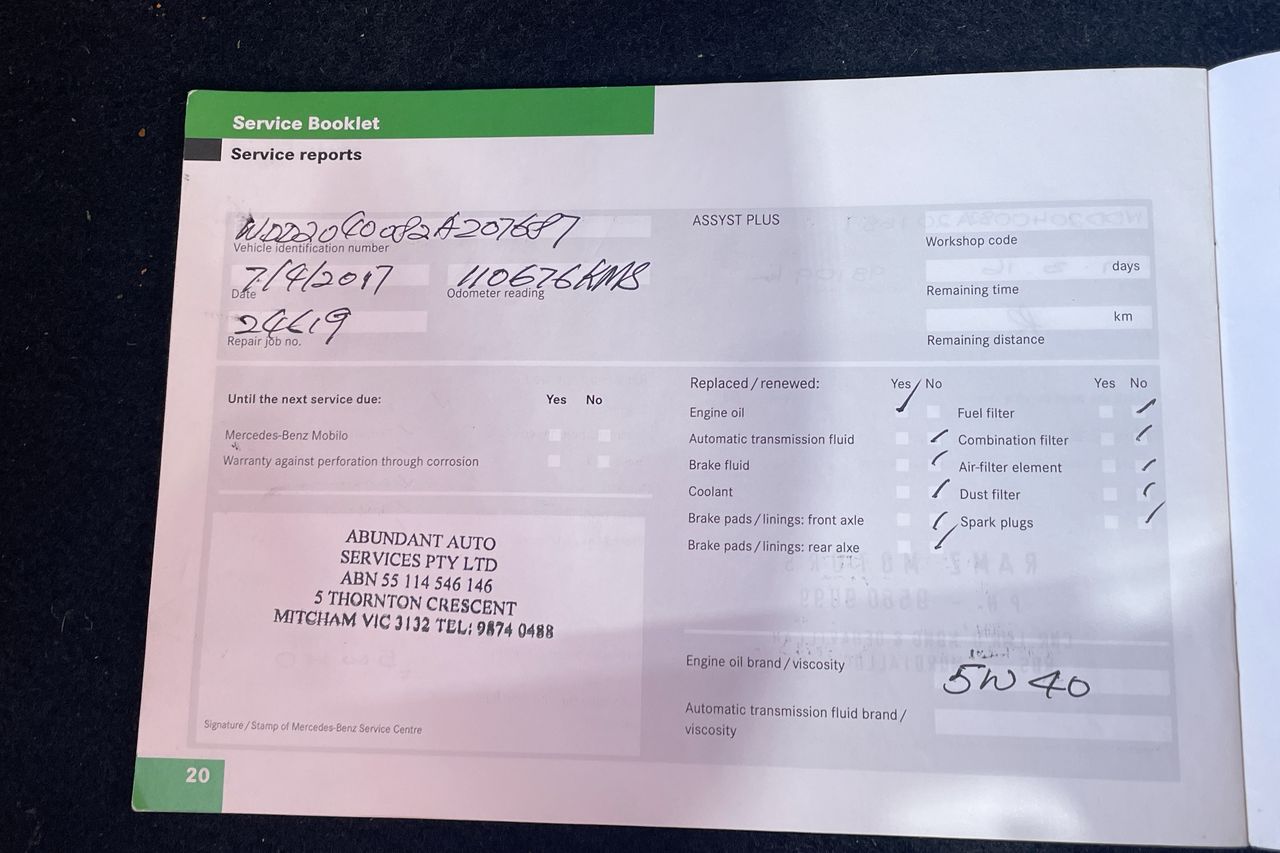 Service Booklet
Service reports
WDD2040082A207687
Vehicle identification number
7/4/2017
Date
110676KMS
Odometer reading
24619
Repair job no.
ASSYST PLUS
Workshop code
days
Remaining time
km
Remaining distance
Until the next service due: Yes No
Mercedes-Benz Mobilo
Warranty against perforation through corrosion
ABUNDANT AUTO
SERVICES PTY LTD
ABN 55 114 546 146
5 THORNTON CRESCENT
MITCHAM VIC 3132 TEL: 9874 0488
Signature / Stamp of Mercedes-Benz Service Centre
Replaced / renewed: Yes No
Engine oil
Automatic transmission fluid
Brake fluid
Coolant
Brake pads / linings: front axle
Brake pads / linings: rear alxe
Yes No
Fuel filter
Combination filter
Air-filter element
Dust filter
Spark plugs
Engine oil brand / viscosity
5W 40
Automatic transmission fluid brand /
viscosity
20